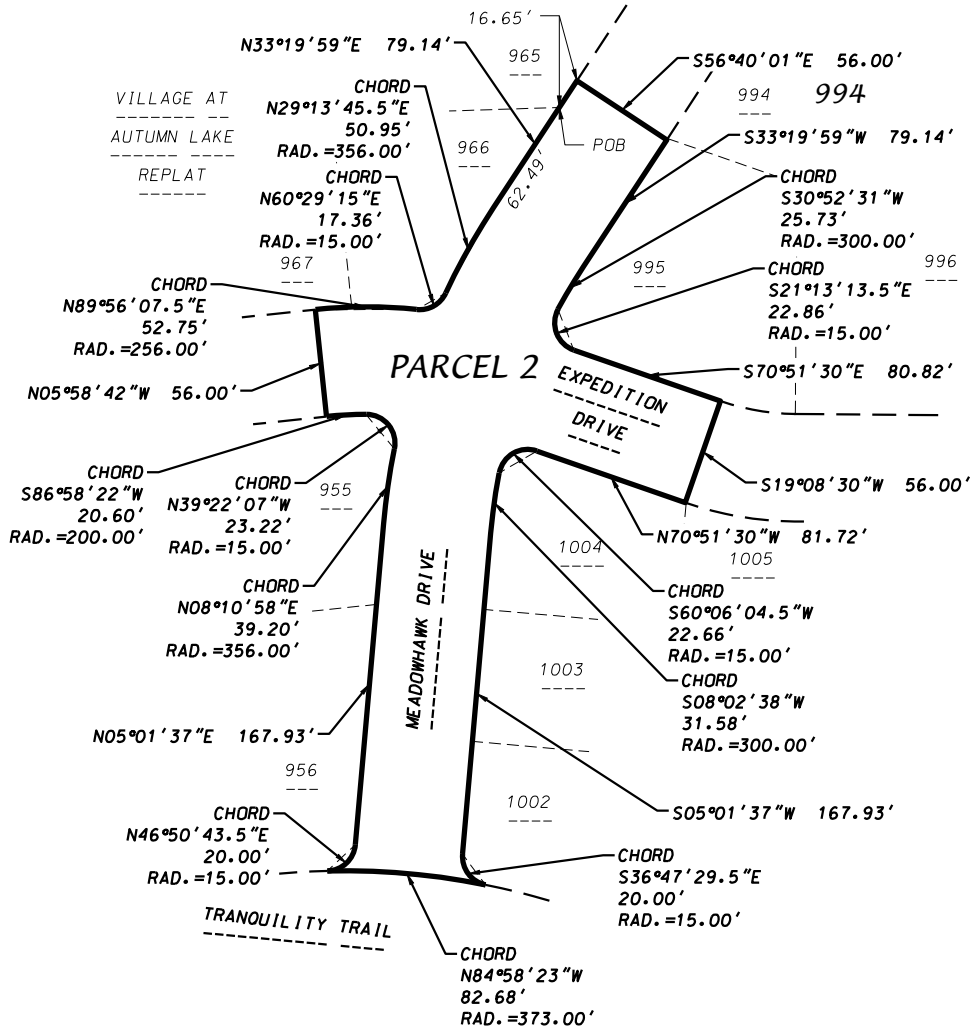 16.65'
N33°19'59"E 79.14'
965
S56°40'01"E 56.00'
VILLAGE AT
AUTUMN LAKE
REPLAT
CHORD
N29°13'45.5"E
50.95'
RAD.=356.00'
994
994
966
POB
S33°19'59"W 79.14'
62.49'
CHORD
N60°29'15"E
17.36'
RAD.=15.00'
CHORD
S30°52'31"W
25.73'
RAD.=300.00'
967
995
996
CHORD
N89°56'07.5"E
52.75'
RAD.=256.00'
CHORD
S21°13'13.5"E
22.86'
RAD.=15.00'
N05°58'42"W 56.00'
PARCEL 2
EXPEDITION
DRIVE
S70°51'30"E 80.82'
CHORD
S86°58'22"W
20.60'
RAD.=200.00'
CHORD
N39°22'07"W
23.22'
RAD.=15.00'
955
S19°08'30"W 56.00'
N70°51'30"W 81.72'
1004
1005
CHORD
N08°10'58"E
39.20'
RAD.=356.00'
MEADOWHAWK DRIVE
CHORD
S60°06'04.5"W
22.66'
RAD.=15.00'
1003
CHORD
S08°02'38"W
31.58'
RAD.=300.00'
N05°01'37"E 167.93'
956
1002
S05°01'37"W 167.93'
CHORD
N46°50'43.5"E
20.00'
RAD.=15.00'
CHORD
S36°47'29.5"E
20.00'
RAD.=15.00'
TRANQUILITY TRAIL
CHORD
N84°58'23"W
82.68'
RAD.=373.00'